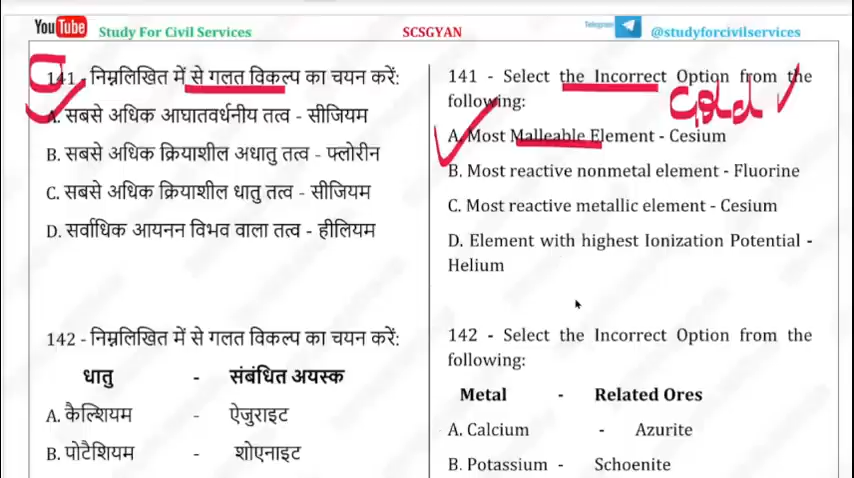 YouTube Study For Civil Services SCSGYAN Telegram @studyforcivilservices
141 - निम्नलिखित में से गलत विकल्प का चयन करें:
A. सबसे अधिक आघातवर्धनीय तत्व - सीजियम
B. सबसे अधिक क्रियाशील अधातु तत्व - फ्लोरीन
C. सबसे अधिक क्रियाशील धातु तत्व - सीजियम
D. सर्वाधिक आयनन विभव वाला तत्व - हीलियम
142 - निम्नलिखित में से गलत विकल्प का चयन करें:
धातु - संबंधित अयस्क
A. कैल्शियम - ऐजुराइट
B. पोटैशियम - शोएनाइट
141 - Select the Incorrect Option from the
following:
Gold
A. Most Malleable Element - Cesium
B. Most reactive nonmetal element - Fluorine
C. Most reactive metallic element - Cesium
D. Element with highest Ionization Potential -
Helium
142 - Select the Incorrect Option from the
following:
Metal - Related Ores
A. Calcium - Azurite
B. Potassium - Schoenite